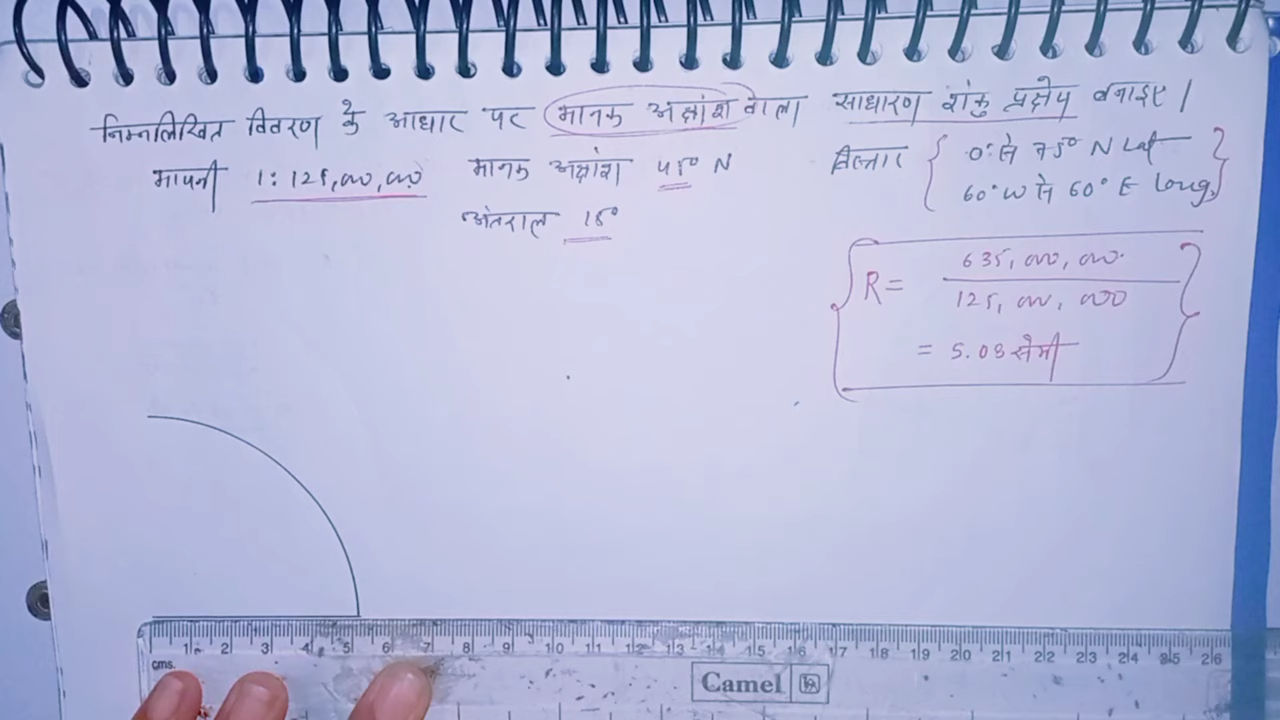 निम्नलिखित विवरण के आधार पर मानक अक्षांश वाला साधारण शंकु प्रक्षेप बनाइए।
मापनी 1: 125,000,000 मानक अक्षांश 45° N विस्तार { 0° से 75° N Lat
60° W से 60° E Long. }
अंतराल 15°
R = 635,000,000
125,000,000
= 5.08 सेमी
1 2 3 4 5 6 7 8 9 10 11 12 13 14 15 16 17 18 19 20 21 22 23 24 25 26
cms.
Camel